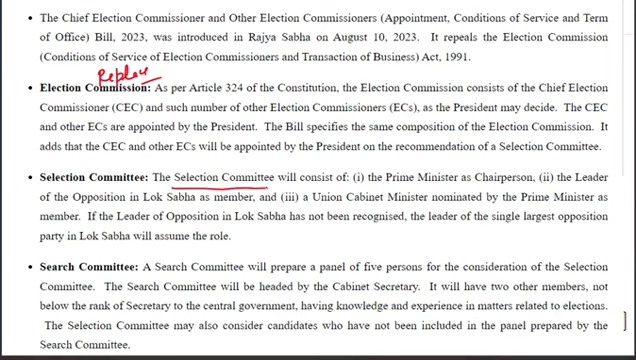 • The Chief Election Commissioner and Other Election Commissioners (Appointment, Conditions of Service and Term
of Office) Bill, 2023, was introduced in Rajya Sabha on August 10, 2023. It repeals the Election Commission
(Conditions of Service of Election Commissioners and Transaction of Business) Act, 1991.
• Election Commission: As per Article 324 of the Constitution, the Election Commission consists of the Chief Election
Commissioner (CEC) and such number of other Election Commissioners (ECs), as the President may decide. The CEC
and other ECs are appointed by the President. The Bill specifies the same composition of the Election Commission. It
adds that the CEC and other ECs will be appointed by the President on the recommendation of a Selection Committee.
• Selection Committee: The Selection Committee will consist of: (i) the Prime Minister as Chairperson, (ii) the Leader
of the Opposition in Lok Sabha as member, and (iii) a Union Cabinet Minister nominated by the Prime Minister as
member. If the Leader of Opposition in Lok Sabha has not been recognised, the leader of the single largest opposition
party in Lok Sabha will assume the role.
• Search Committee: A Search Committee will prepare a panel of five persons for the consideration of the Selection
Committee. The Search Committee will be headed by the Cabinet Secretary. It will have two other members, not
below the rank of Secretary to the central government, having knowledge and experience in matters related to elections.
The Selection Committee may also consider candidates who have not been included in the panel prepared by the
Search Committee.